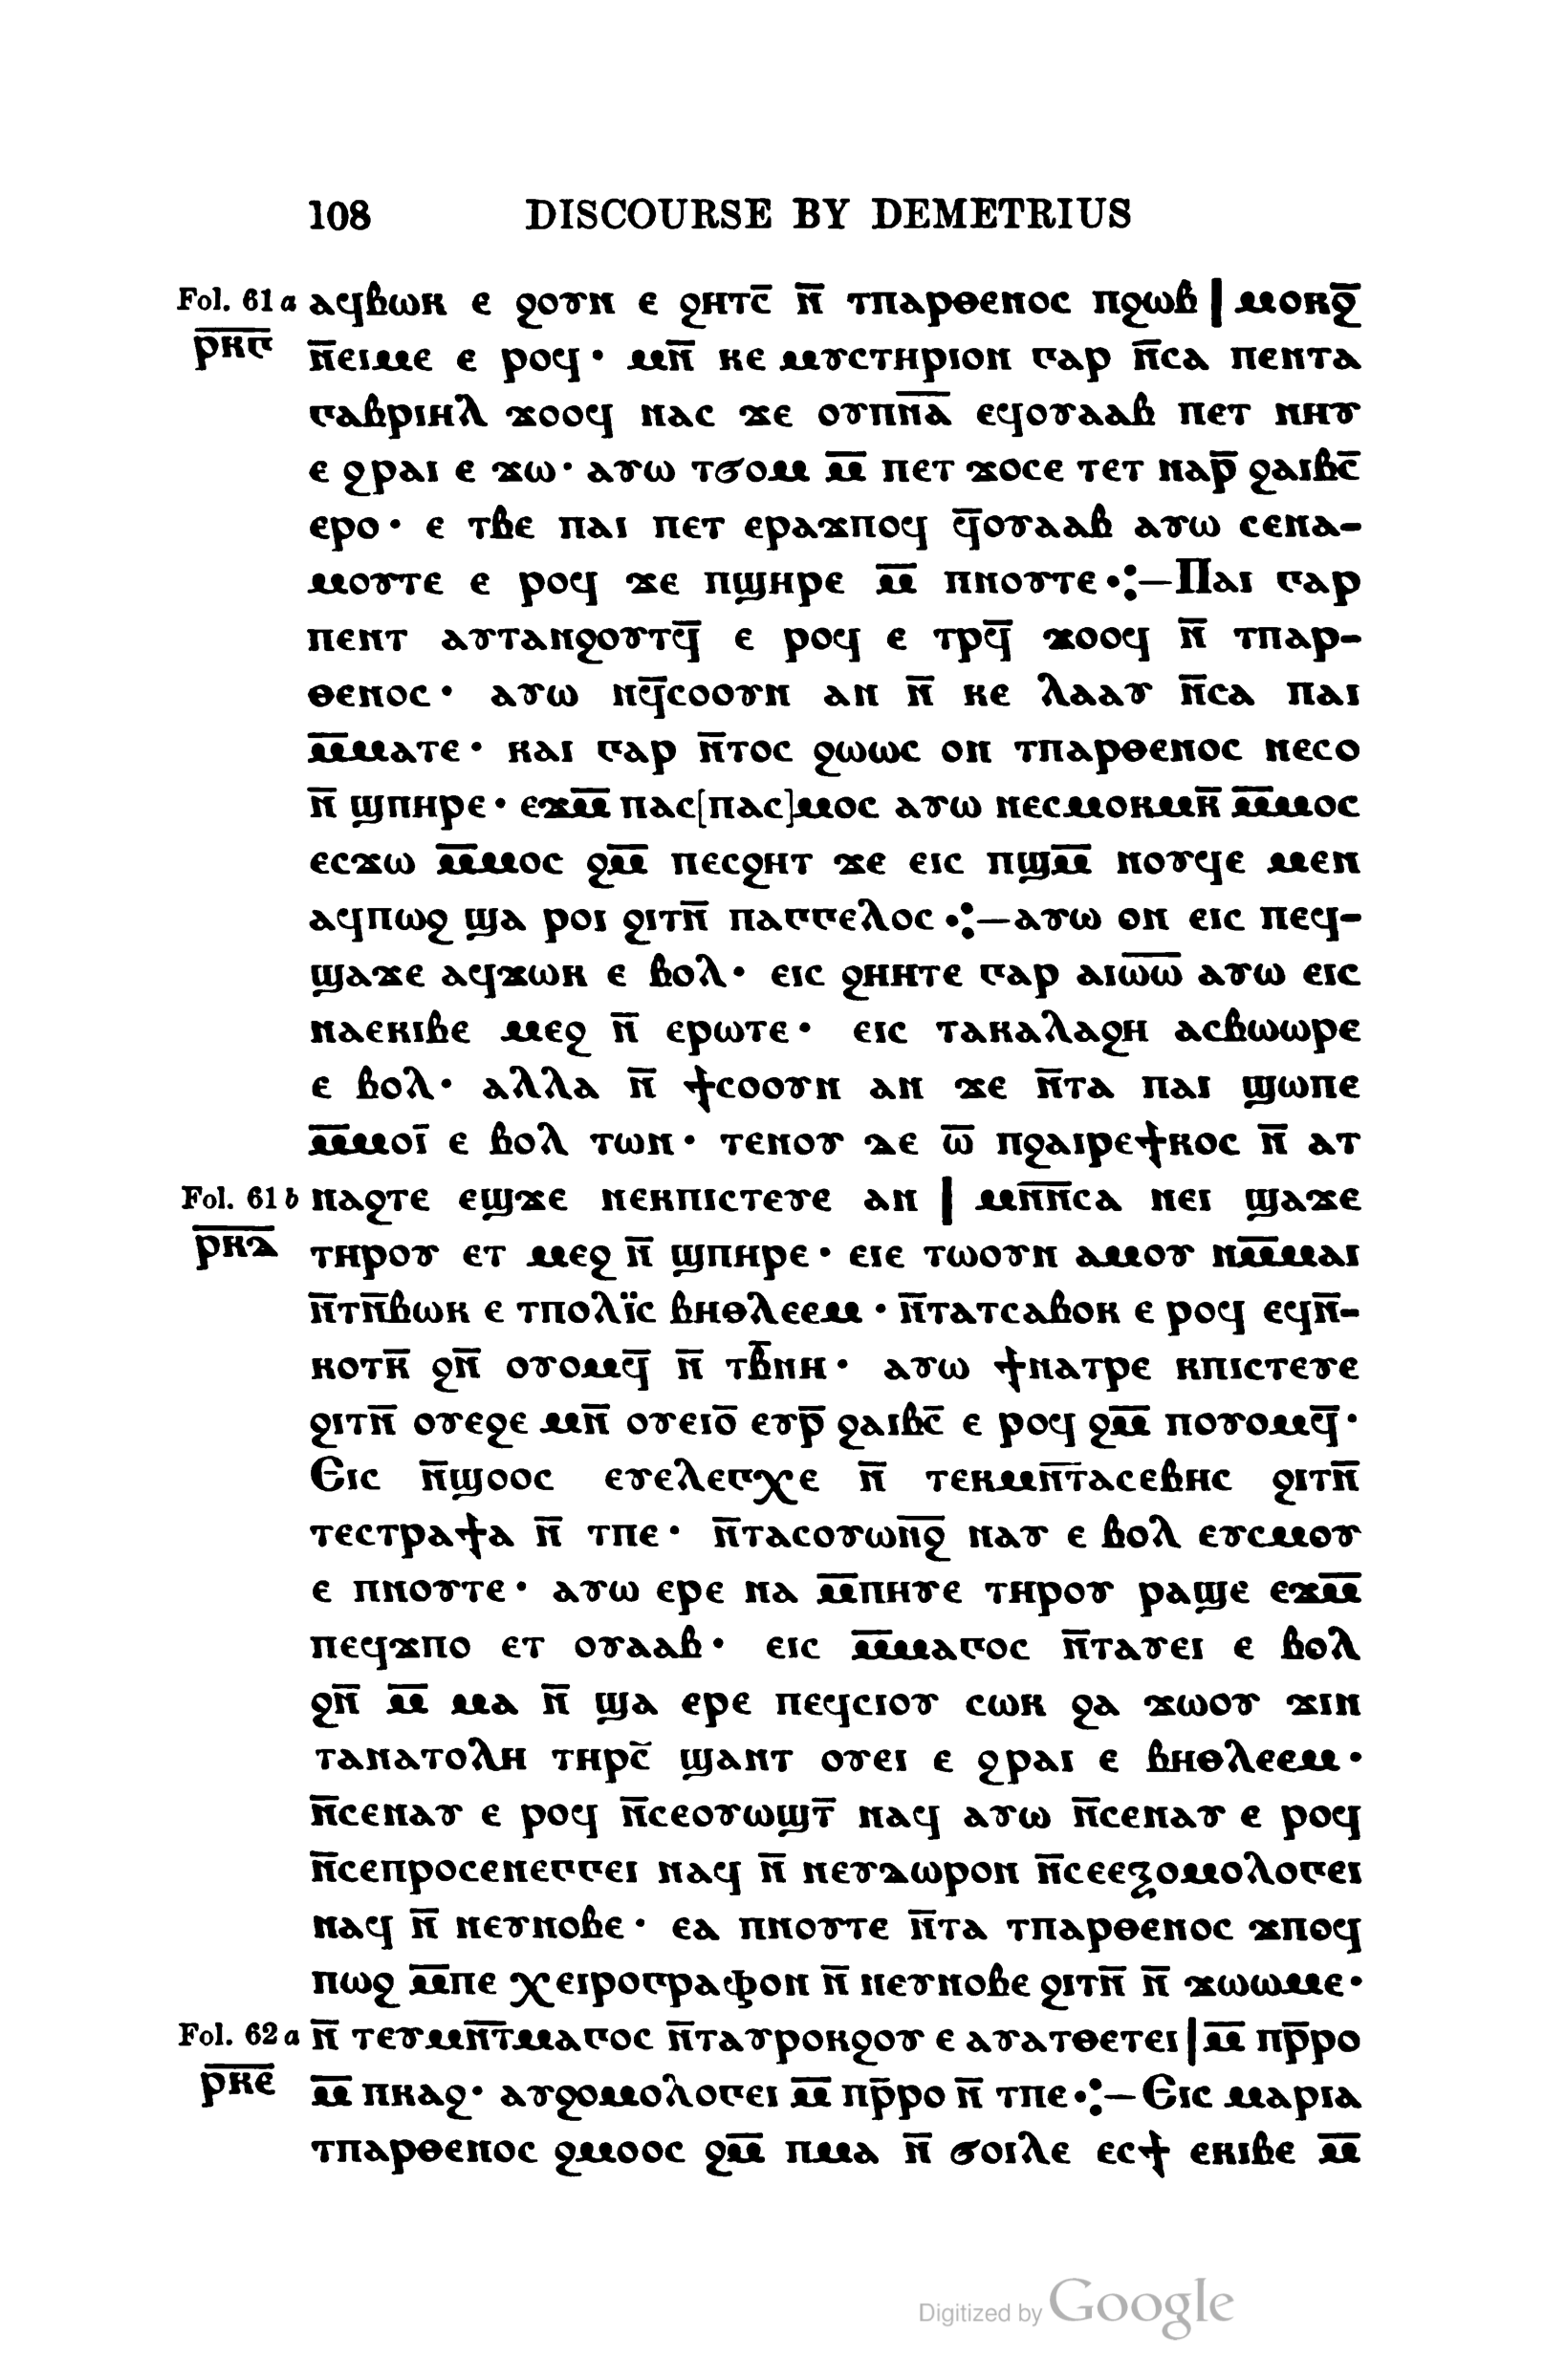 108 DISCOURSE BY DEMETRIUS
Fol. 61 a ⲁϥⲃⲱⲕ ⲉ ϩⲟⲩⲛ ⲉ ϩⲏⲧⲥ̅ ⲛ̅ ⲧⲡⲁⲣⲑⲉⲛⲟⲥ ⲡϩⲱⲃ | ⲙⲟⲕϩ̅
ⲣ̅ⲕ̅ⲅ̅ ⲛ̅ⲉⲓⲙⲉ ⲉ ⲣⲟϥ· ⲙⲛ̅ ⲕⲉ ⲙⲩⲥⲧⲏⲣⲓⲟⲛ ⲅⲁⲣ ⲛ̅ⲥⲁ ⲡⲉⲛⲧⲁ
ⲅⲁⲃⲣⲓⲏⲗ ϫⲟⲟϥ ⲛⲁⲥ ϫⲉ ⲟⲩⲡⲛ̅ⲁ̅ ⲉϥⲟⲩⲁⲁⲃ ⲡⲉⲧ ⲛⲏⲩ
ⲉ ϩⲣⲁⲓ ⲉ ϫⲱ· ⲁⲩⲱ ⲧϭⲟⲙ ⲙ̅ ⲡⲉⲧ ϫⲟⲥⲉ ⲧⲉⲧ ⲛⲁⲣ̅ ϩⲁⲓⲃⲥ̅
ⲉⲣⲟ· ⲉ ⲧⲃⲉ ⲡⲁⲓ ⲡⲉⲧ ⲉⲣⲁϫⲡⲟϥ ϥ̅ⲟⲩⲁⲁⲃ ⲁⲩⲱ ⲥⲉⲛⲁ-
ⲙⲟⲩⲧⲉ ⲉ ⲣⲟϥ ϫⲉ ⲡϣⲏⲣⲉ ⲙ̅ ⲡⲛⲟⲩⲧⲉ ⁖—Ⲡⲁⲓ ⲅⲁⲣ
ⲡⲉⲛⲧ ⲁⲩⲧⲁⲛϩⲟⲩⲧϥ̅ ⲉ ⲣⲟϥ ⲉ ⲧⲣϥ̅ ϫⲟⲟϥ ⲛ̅ ⲧⲡⲁⲣ-
ⲑⲉⲛⲟⲥ· ⲁⲩⲱ ⲛϥ̅ⲥⲟⲟⲩⲛ ⲁⲛ ⲛ̅ ⲕⲉ ⲗⲁⲁⲩ ⲛ̅ⲥⲁ ⲡⲁⲓ
ⲙ̅ⲙⲁⲧⲉ· ⲕⲁⲓ ⲅⲁⲣ ⲛ̅ⲧⲟⲥ ϩⲱⲱⲥ ⲟⲛ ⲧⲡⲁⲣⲑⲉⲛⲟⲥ ⲛⲉⲥⲟ
ⲛ̅ ϣⲡⲏⲣⲉ· ⲉϫⲙ̅ ⲡⲁⲥ[ⲡⲁⲥ]ⲙⲟⲥ ⲁⲩⲱ ⲛⲉⲥⲙⲟⲕⲙⲕ̅ ⲙ̅ⲙⲟⲥ
ⲉⲥϫⲱ ⲙ̅ⲙⲟⲥ ϩⲙ̅ ⲡⲉⲥϩⲏⲧ ϫⲉ ⲉⲓⲥ ⲡϣⲙ̅ ⲛⲟⲩϥⲉ ⲙⲉⲛ
ⲁϥⲡⲱϩ ϣⲁ ⲣⲟⲓ ϩⲓⲧⲛ̅ ⲡⲁⲅⲅⲉⲗⲟⲥ ⁖—ⲁⲩⲱ ⲟⲛ ⲉⲓⲥ ⲡⲉϥ-
ϣⲁϫⲉ ⲁϥϫⲱⲕ ⲉ ⲃⲟⲗ· ⲉⲓⲥ ϩⲏⲏⲧⲉ ⲅⲁⲣ ⲁⲓⲱ̅ⲱ̅ ⲁⲩⲱ ⲉⲓⲥ
ⲛⲁⲉⲕⲓⲃⲉ ⲙⲉϩ ⲛ̅ ⲉⲣⲱⲧⲉ· ⲉⲓⲥ ⲧⲁⲕⲁⲗⲁϩⲏ ⲁⲥⲃⲱⲱⲣⲉ
ⲉ ⲃⲟⲗ· ⲁⲗⲗⲁ ⲛ̅ ϯⲥⲟⲟⲩⲛ ⲁⲛ ϫⲉ ⲛ̅ⲧⲁ ⲡⲁⲓ ϣⲱⲡⲉ
ⲙ̅ⲙⲟⲓ̈ ⲉ ⲃⲟⲗ ⲧⲱⲛ· ⲧⲉⲛⲟⲩ ⲇⲉ ⲱ̅ ⲡϩⲁⲓⲣⲉϯⲕⲟⲥ ⲛ̅ ⲁⲧ
Fol. 61 b ⲛⲁϩⲧⲉ ⲉϣϫⲉ ⲛⲉⲕⲡⲓⲥⲧⲉⲩⲉ ⲁⲛ | ⲙⲛ̅ⲛ̅ⲥⲁ ⲛⲉⲓ ϣⲁϫⲉ
ⲣ̅ⲕ̅ⲇ̅ ⲧⲏⲣⲟⲩ ⲉⲧ ⲙⲉϩ ⲛ̅ ϣⲡⲏⲣⲉ· ⲉⲓⲉ ⲧⲱⲟⲩⲛ ⲁⲙⲟⲩ ⲛⲙ̅ⲙⲁⲓ
ⲛ̅ⲧⲛ̅ⲃⲱⲕ ⲉ ⲧⲡⲟⲗⲓ̈ⲥ ⲃⲏⲑⲗⲉⲉⲙ· ⲛ̅ⲧⲁⲧⲥⲁⲃⲟⲕ ⲉ ⲣⲟϥ ⲉϥⲛ̅-
ⲕⲟⲧⲕ̅ ϩⲛ̅ ⲟⲩⲟⲙϥ̅ ⲛ̅ ⲧⲃ̅ⲛⲏ· ⲁⲩⲱ ϯⲛⲁⲧⲣⲉ ⲕⲡⲓⲥⲧⲉⲩⲉ
ϩⲓⲧⲛ̅ ⲟⲩⲉϩⲉ ⲙⲛ̅ ⲟⲩⲉⲓⲟ̅ ⲉⲩⲣ̅ ϩⲁⲓⲃⲥ̅ ⲉ ⲣⲟϥ ϩⲙ̅ ⲡⲟⲩⲟⲙϥ̅·
Ⲉⲓⲥ ⲛ̅ϣⲟⲟⲥ ⲉⲩⲉⲗⲉⲅⲭⲉ ⲛ̅ ⲧⲉⲕⲙⲛ̅ⲧⲁⲥⲉⲃⲏⲥ ϩⲓⲧⲛ̅
ⲧⲉⲥⲧⲣⲁϯⲁ ⲛ̅ ⲧⲡⲉ· ⲛ̅ⲧⲁⲥⲟⲩⲱⲛ̅ϩ̅ ⲛⲁⲩ ⲉ ⲃⲟⲗ ⲉⲩⲥⲙⲟⲩ
ⲉ ⲡⲛⲟⲩⲧⲉ· ⲁⲩⲱ ⲉⲣⲉ ⲛⲁ ⲙ̅ⲡⲏⲩⲉ ⲧⲏⲣⲟⲩ ⲣⲁϣⲉ ⲉϫⲙ̅
ⲡⲉϥϫⲡⲟ ⲉⲧ ⲟⲩⲁⲁⲃ· ⲉⲓⲥ ⲙ̅ⲙⲁⲅⲟⲥ ⲛ̅ⲧⲁⲩⲉⲓ ⲉ ⲃⲟⲗ
ϩⲛ̅ ⲙ̅ ⲙⲁ ⲛ̅ ϣⲁ ⲉⲣⲉ ⲡⲉϥⲥⲓⲟⲩ ⲥⲱⲕ ϩⲁ ϫⲱⲟⲩ ϫⲓⲛ
ⲧⲁⲛⲁⲧⲟⲗⲏ ⲧⲏⲣⲥ̅ ϣⲁⲛⲧ ⲟⲩⲉⲓ ⲉ ϩⲣⲁⲓ ⲉ ⲃⲏⲑⲗⲉⲉⲙ·
ⲛ̅ⲥⲉⲛⲁⲩ ⲉ ⲣⲟϥ ⲛ̅ⲥⲉⲟⲩⲱϣⲧ̅ ⲛⲁϥ ⲁⲩⲱ ⲛ̅ⲥⲉⲛⲁⲩ ⲉ ⲣⲟϥ
ⲛ̅ⲥⲉⲡⲣⲟⲥⲉⲛⲉⲅⲅⲉⲓ ⲛⲁϥ ⲛ̅ ⲛⲉⲩⲇⲱⲣⲟⲛ ⲛ̅ⲥⲉⲉⲝⲟⲙⲟⲗⲟⲅⲉⲓ
ⲛⲁϥ ⲛ̅ ⲛⲉⲩⲛⲟⲃⲉ· ⲉⲁ ⲡⲛⲟⲩⲧⲉ ⲛ̅ⲧⲁ ⲧⲡⲁⲣⲑⲉⲛⲟⲥ ϫⲡⲟϥ
ⲡⲱϩ ⲙ̅ⲡⲉ ⲭⲉⲓⲣⲟⲅⲣⲁⲫⲟⲛ ⲛ̅ ⲛⲉⲩⲛⲟⲃⲉ ϩⲓⲧⲛ̅ ⲛ̅ ϫⲱⲱⲙⲉ·
Fol. 62 a ⲛ̅ ⲧⲉⲩⲙⲛ̅ⲧ̅ⲙⲁⲅⲟⲥ ⲛ̅ⲧⲁⲩⲣⲟⲕϩⲟⲩ ⲉ ⲁⲩⲁⲧⲑⲉⲧⲉⲓ | ⲙ̅ ⲡⲣ̅ⲣⲟ
ⲣ̅ⲕ̅ⲉ̅ ⲙ̅ ⲡⲕⲁϩ· ⲁⲩϩⲟⲙⲟⲗⲟⲅⲉⲓ ⲙ̅ ⲡⲣ̅ⲣⲟ ⲛ̅ ⲧⲡⲉ ⁖—Ⲉⲓⲥ ⲙⲁⲣⲓⲁ
ⲧⲡⲁⲣⲑⲉⲛⲟⲥ ϩⲙⲟⲟⲥ ϩⲙ̅ ⲡⲙⲁ ⲛ̅ ϭⲟⲓⲗⲉ ⲉⲥϯ ⲉⲕⲓⲃⲉ ⲙ̅
Digitized by Google